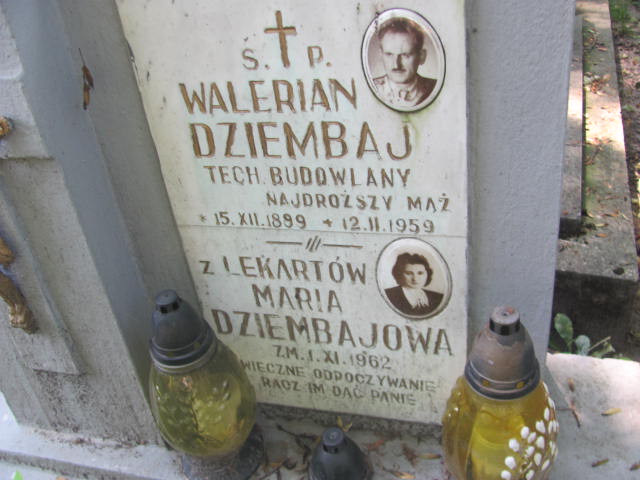 Ś. P.
WALERIAN
DZIEMBAJ
TECH. BUDOWLANY
NAJDROŻSZY MĄŻ
* 15.XII.1899 + 12.II.1959
Z LEKARTÓW
MARIA
DZIEMBAJOWA
ZM. 1.XI.1962
WIECZNE ODPOCZYWANIE
RACZ IM DAĆ PANIE